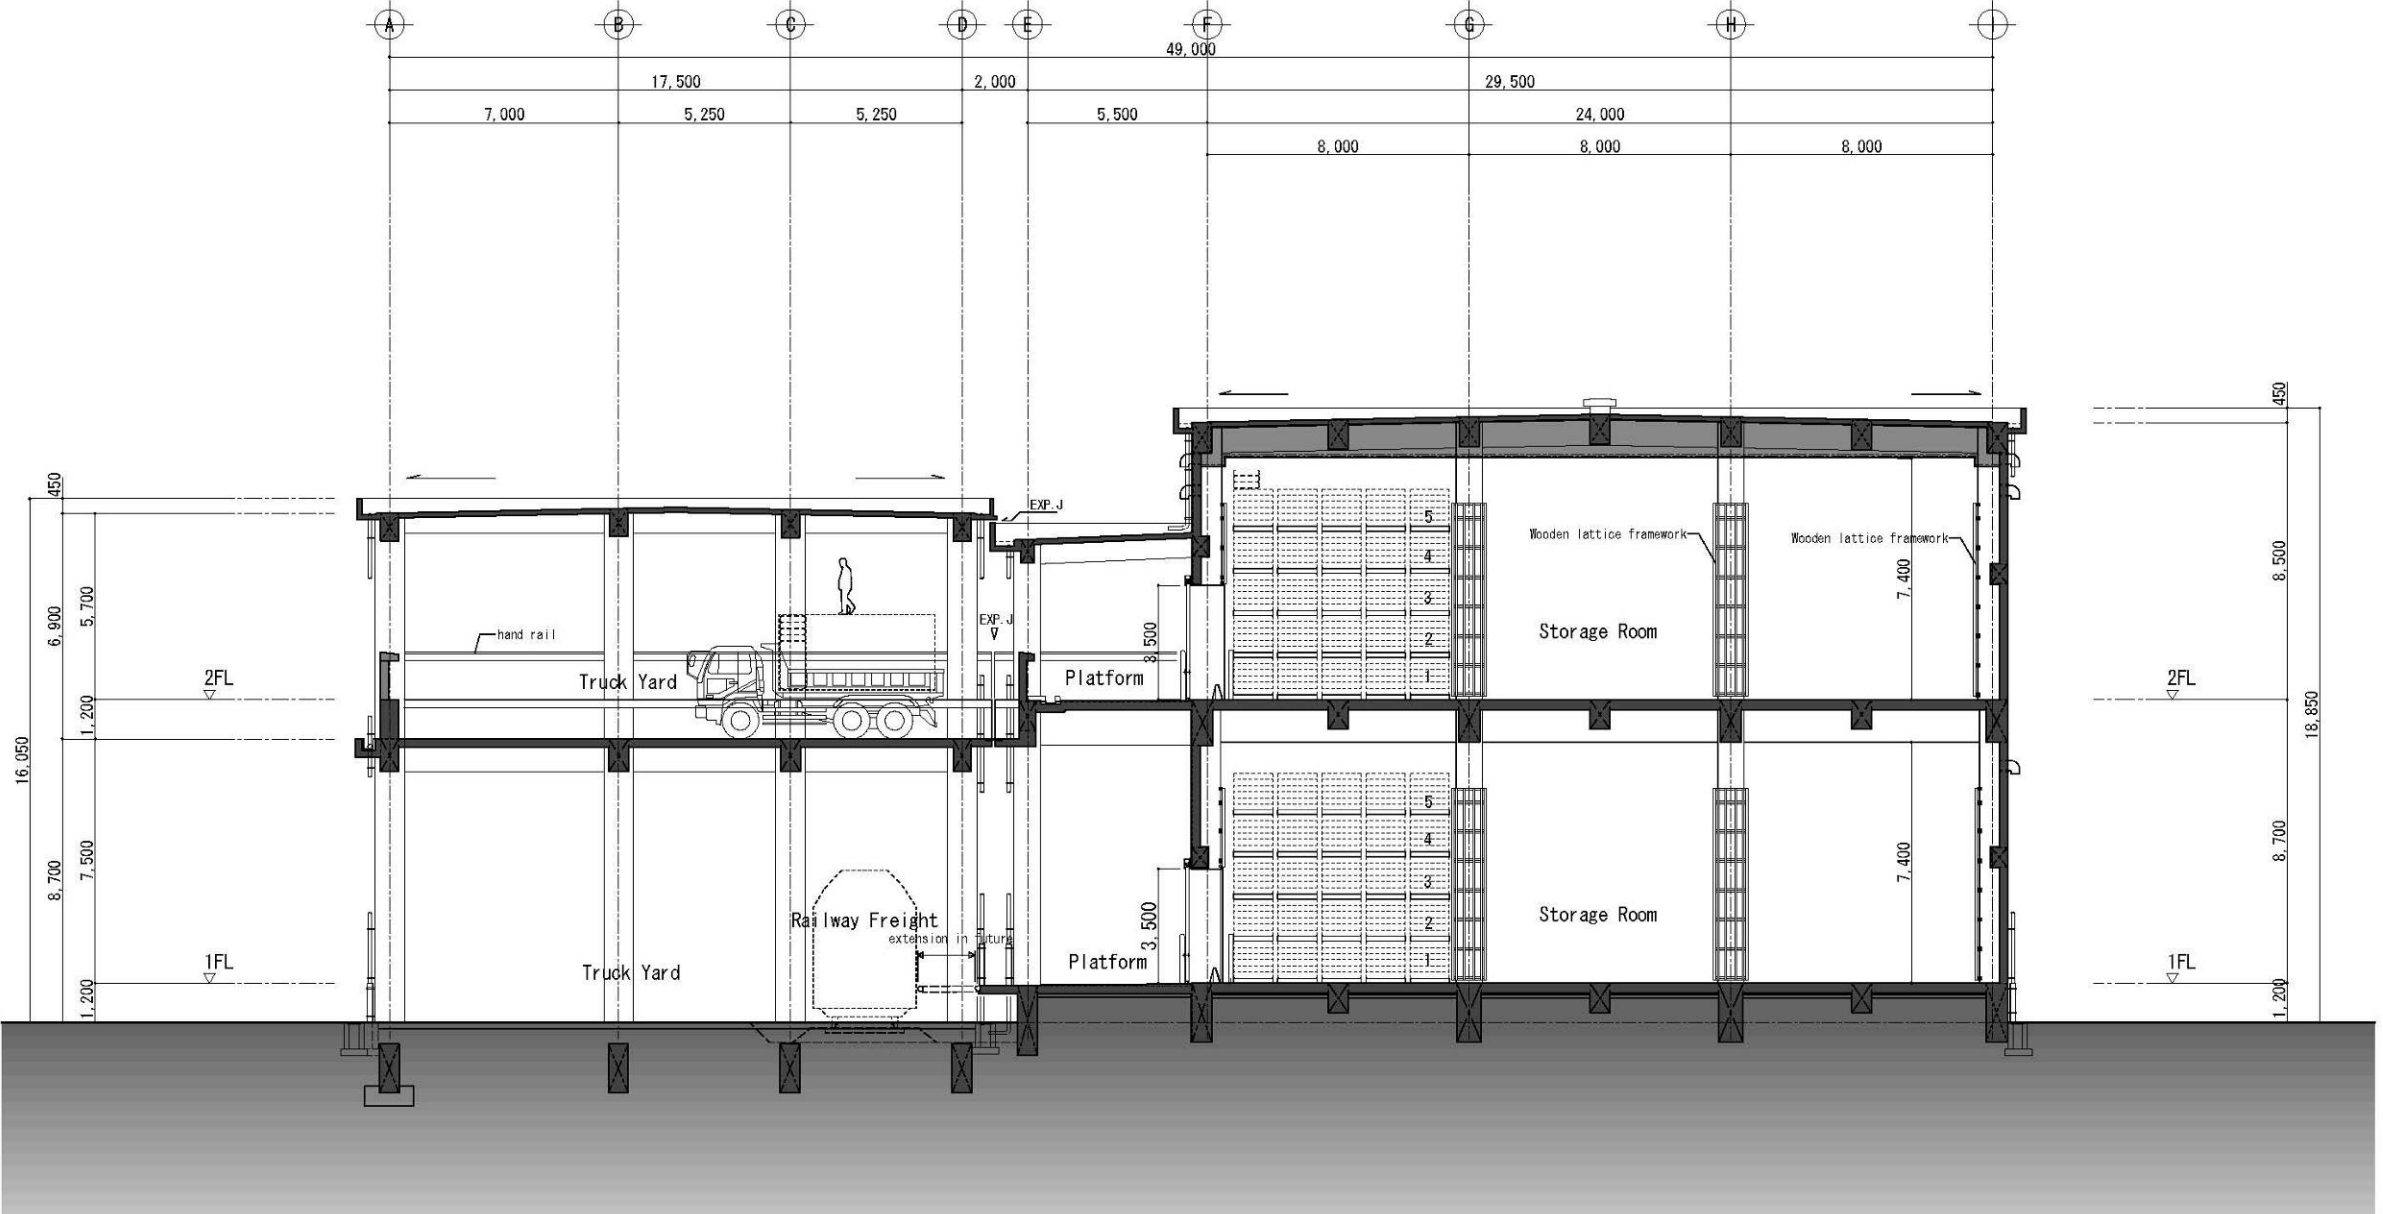 A B C D E F G H I
49,000
17,500 2,000 29,500
7,000 5,250 5,250 5,500 24,000
8,000 8,000 8,000
450
450
EXP.J
5
Wooden lattice framework
Wooden lattice framework
4
8,500
7,400
5,700
3
6,900
EXP.J
hand rail
3,500
2
Storage Room
2FL
Truck Yard
Platform
1
2FL
1,200
18,850
16,050
5
4
8,700
7,500
8,700
7,400
3
Railway Freight
3,500
2
Storage Room
extension in future
1FL
Truck Yard
Platform
1
1FL
1,200
1,200